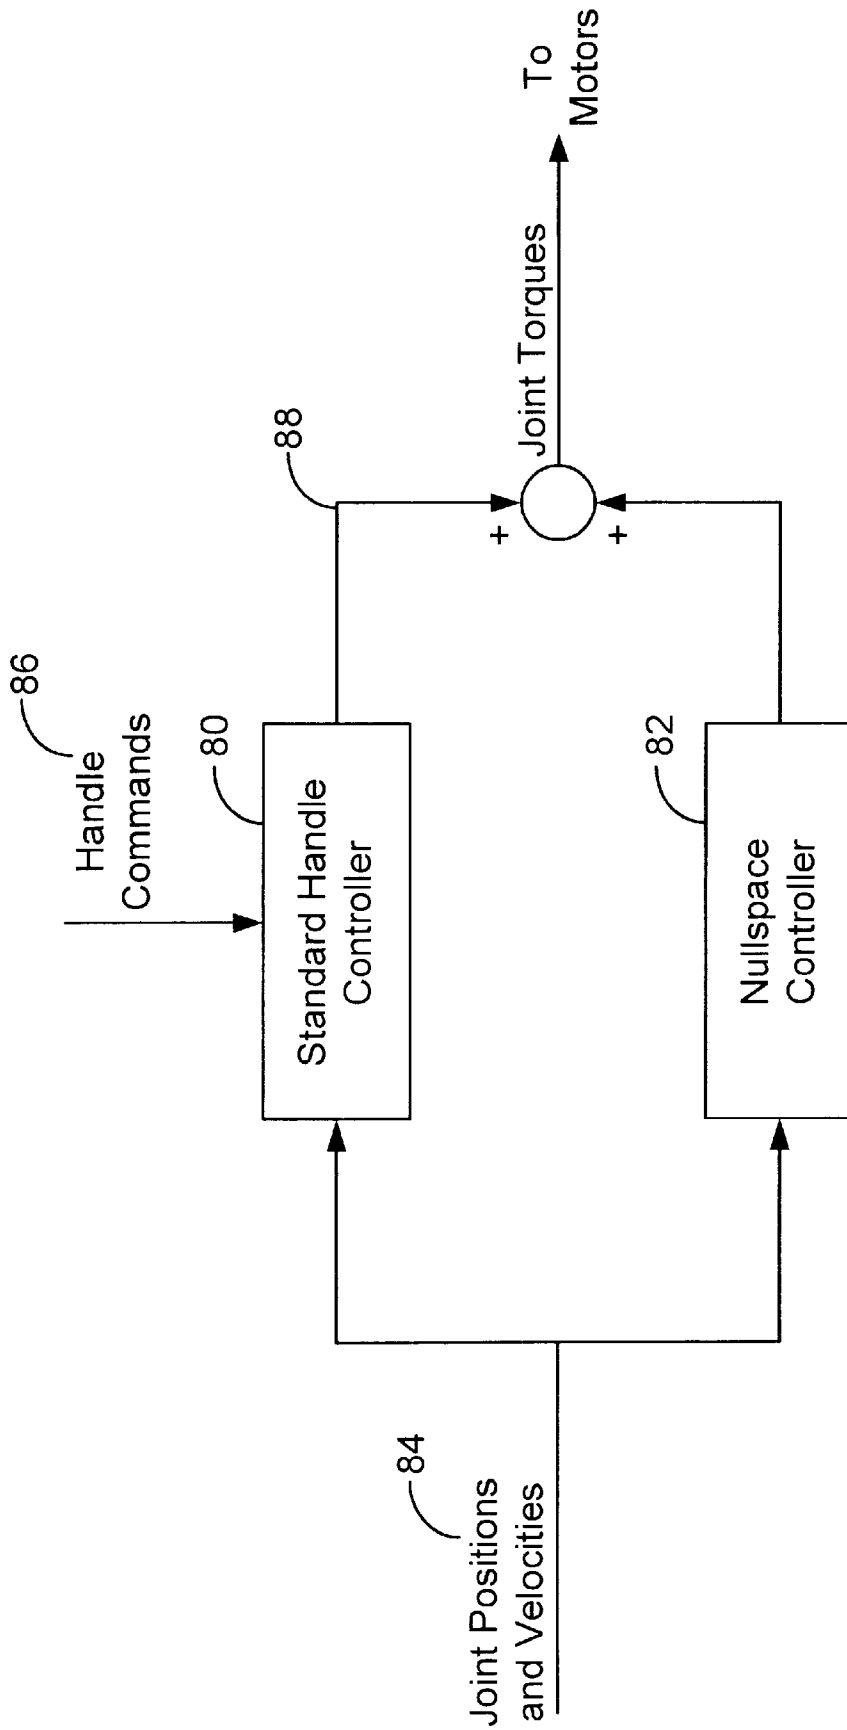 86
Handle
Commands
80
Standard Handle
Controller
88
Joint Torques
To
Motors
+
+
84
Joint Positions
and Velocities
82
Nullspace
Controller